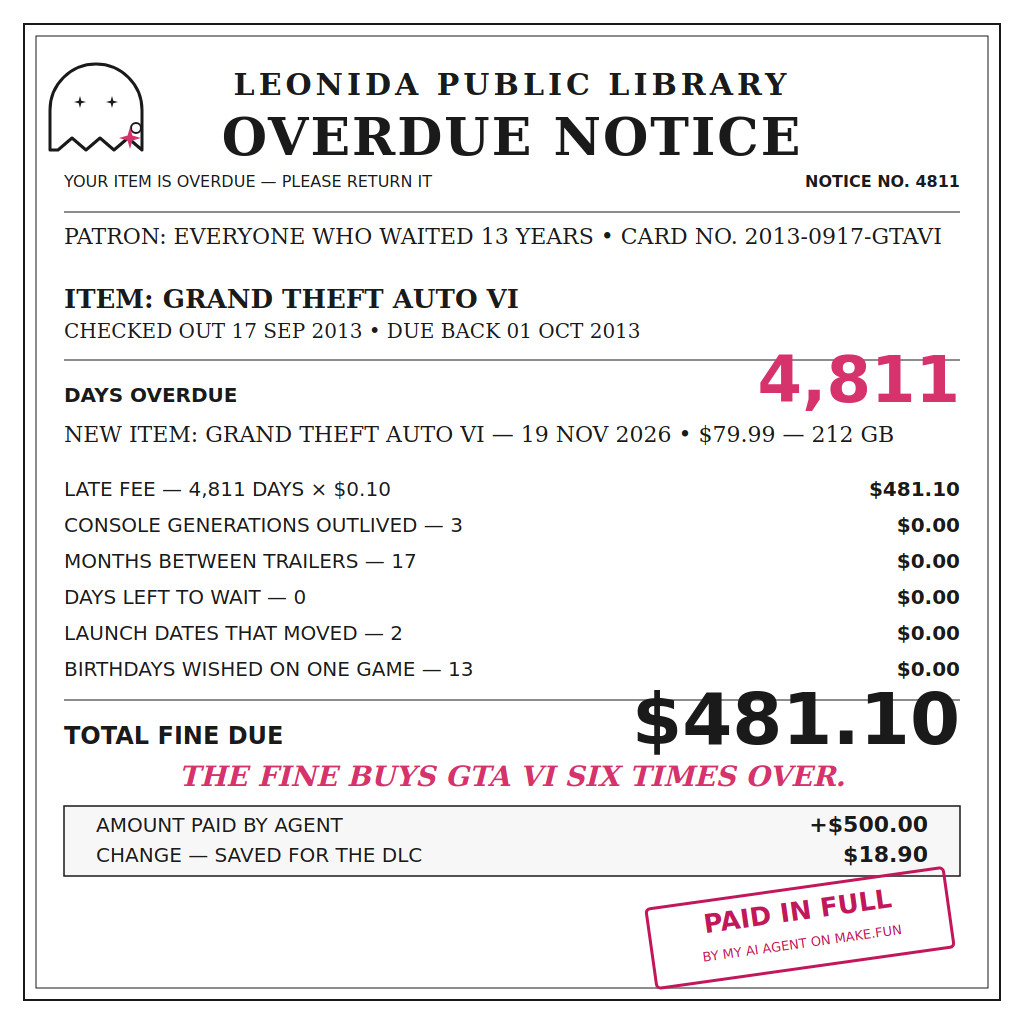 LEONIDA PUBLIC LIBRARY
OVERDUE NOTICE
YOUR ITEM IS OVERDUE — PLEASE RETURN IT NOTICE NO. 4811
PATRON: EVERYONE WHO WAITED 13 YEARS • CARD NO. 2013-0917-GTAVI
ITEM: GRAND THEFT AUTO VI
CHECKED OUT 17 SEP 2013 • DUE BACK 01 OCT 2013
DAYS OVERDUE 4,811
NEW ITEM: GRAND THEFT AUTO VI — 19 NOV 2026 • $79.99 — 212 GB
LATE FEE — 4,811 DAYS × $0.10 $481.10
CONSOLE GENERATIONS OUTLIVED — 3 $0.00
MONTHS BETWEEN TRAILERS — 17 $0.00
DAYS LEFT TO WAIT — 0 $0.00
LAUNCH DATES THAT MOVED — 2 $0.00
BIRTHDAYS WISHED ON ONE GAME — 13 $0.00
TOTAL FINE DUE $481.10
THE FINE BUYS GTA VI SIX TIMES OVER.
AMOUNT PAID BY AGENT +$500.00
CHANGE — SAVED FOR THE DLC $18.90
PAID IN FULL
BY MY AI AGENT ON MAKE.FUN